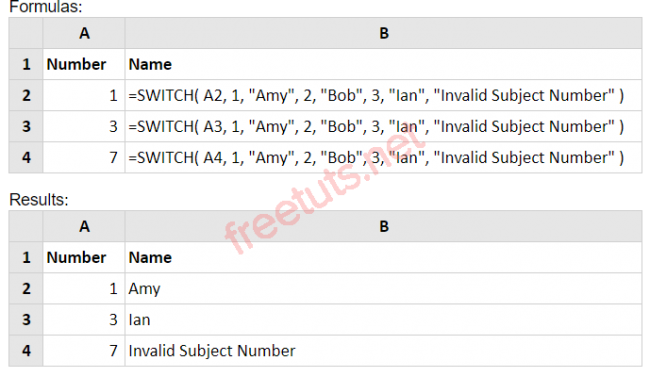 Formulas:
A B
1 Number Name
2 1 =SWITCH( A2, 1, "Amy", 2, "Bob", 3, "Ian", "Invalid Subject Number" )
3 3 =SWITCH( A3, 1, "Amy", 2, "Bob", 3, "Ian", "Invalid Subject Number" )
4 7 =SWITCH( A4, 1, "Amy", 2, "Bob", 3, "Ian", "Invalid Subject Number" )
Results:
A B
1 Number Name
2 1 Amy
3 3 Ian
4 7 Invalid Subject Number
freetuts.net